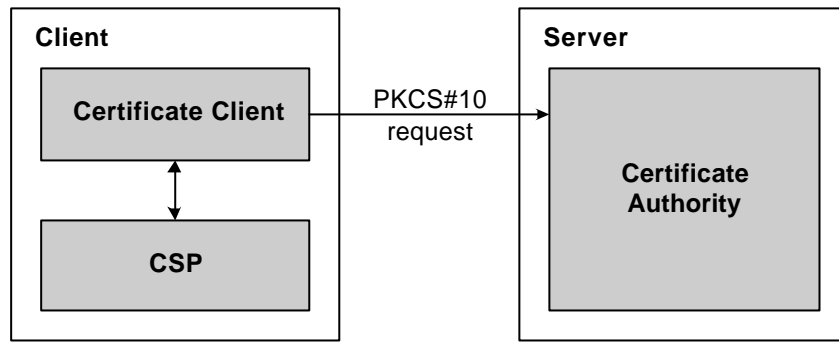 Client
Certificate Client
CSP
PKCS#10
request
Server
Certificate
Authority